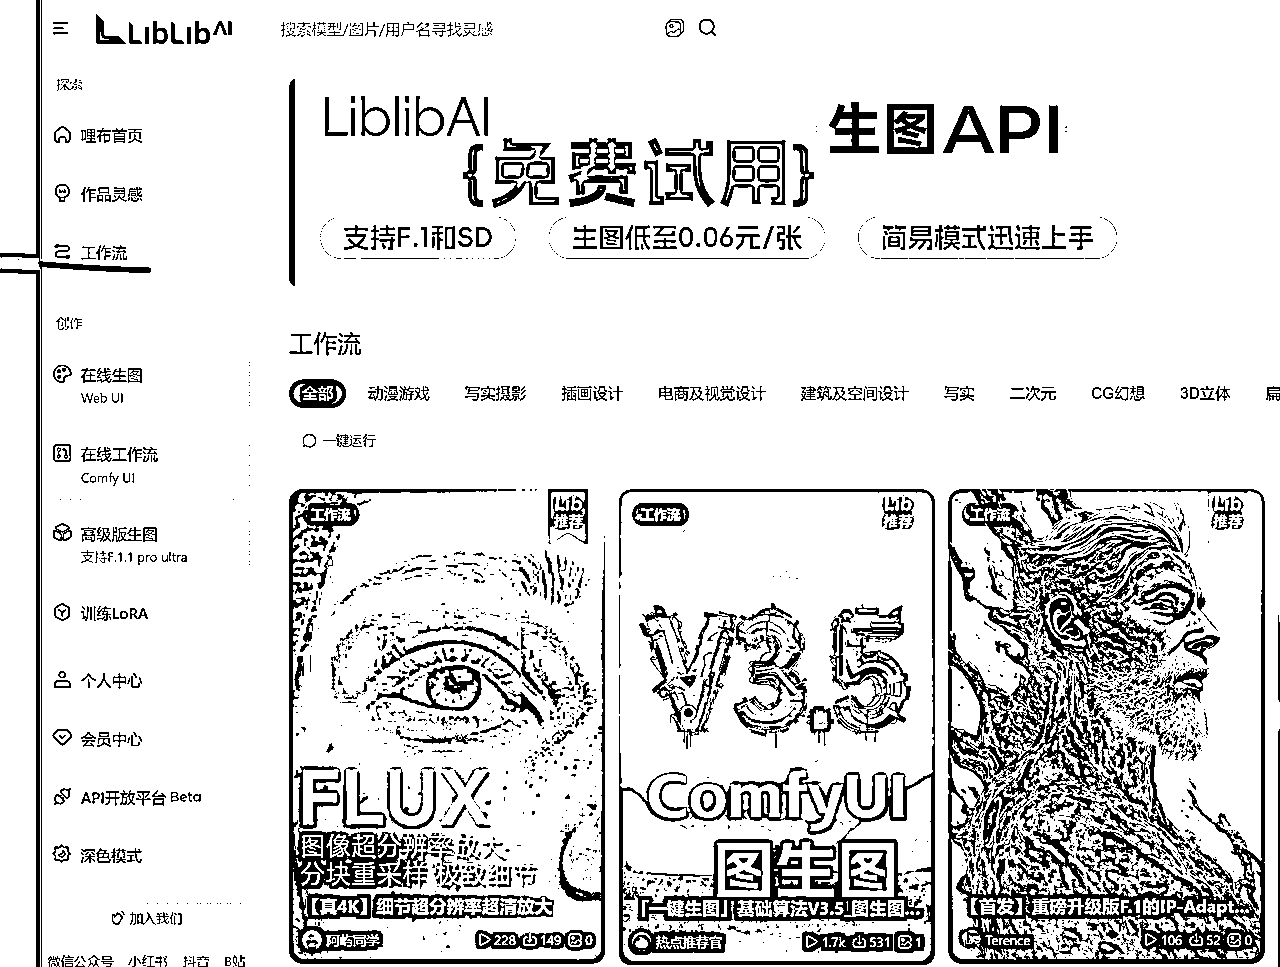 LibLibAI
搜索模型/图片/用户名寻找灵感
探索
哩布首页
作品灵感
工作流
创作
在线生图
Web UI
在线工作流
Comfy UI
高级版生图
支持F.1.1 pro ultra
训练LoRA
个人中心
会员中心
API开放平台 Beta
深色模式
加入我们
微信公众号 小红书 抖音 B站
LiblibAI {免费试用} 生图API
支持F.1和SD 生图低至0.06元/张 简易模式迅速上手
工作流
全部 动漫游戏 写实摄影 插画设计 电商及视觉设计 建筑及空间设计 写实 二次元 CG幻想 3D立体
一键运行
工作流
Lib
推荐
FLUX
图像超分辨率放大
分块重采样 极致细节
【真4K】细节超分辨率超清放大
阿屿同学 228 149 0
工作流
Lib
推荐
V3.5
ComfyUI
图生图
「一键生图」基础算法V3.5_图生图...
热点推荐官 1.7k 531 1
工作流
Lib
推荐
【首发】重磅升级版F.1的IP-Adapt...
Terence 106 52 0